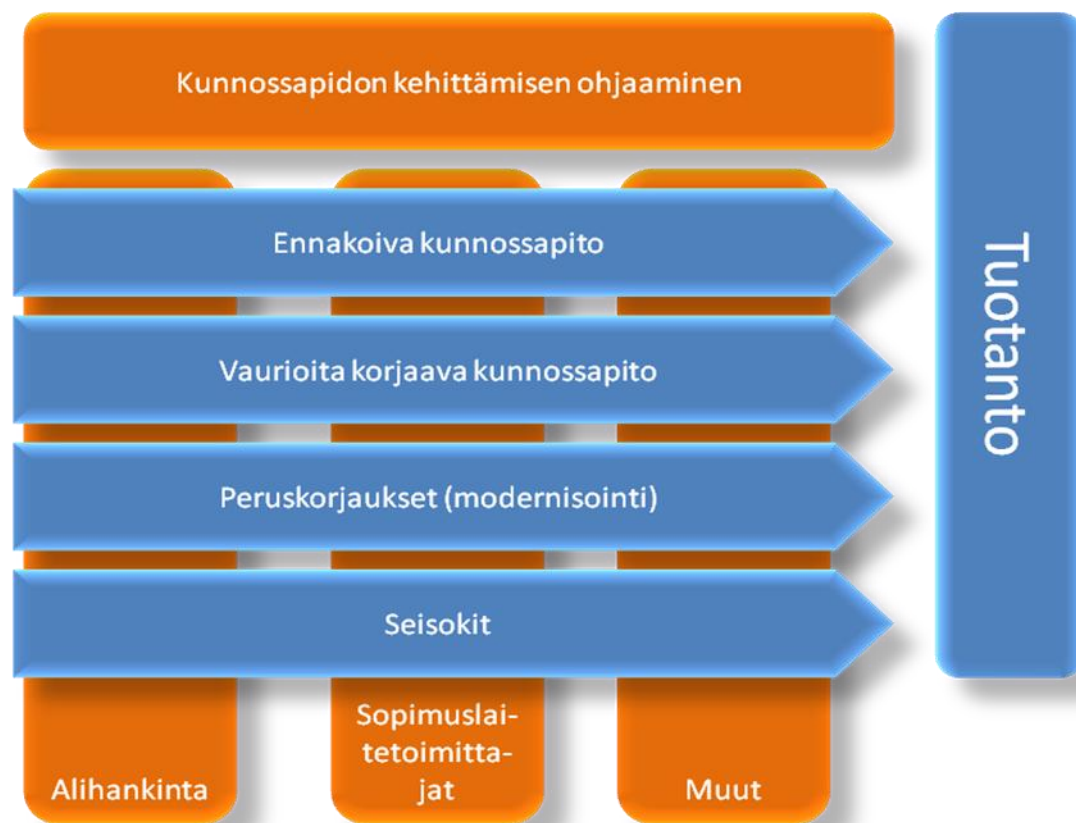 Kunnossapidon kehittämisen ohjaaminen
Ennakoiva kunnossapito
Vaurioita korjaava kunnossapito
Peruskorjaukset (modernisointi)
Seisokit
Alihankinta
Sopimuslai-
tetoimitta-
jat
Muut
Tuotanto